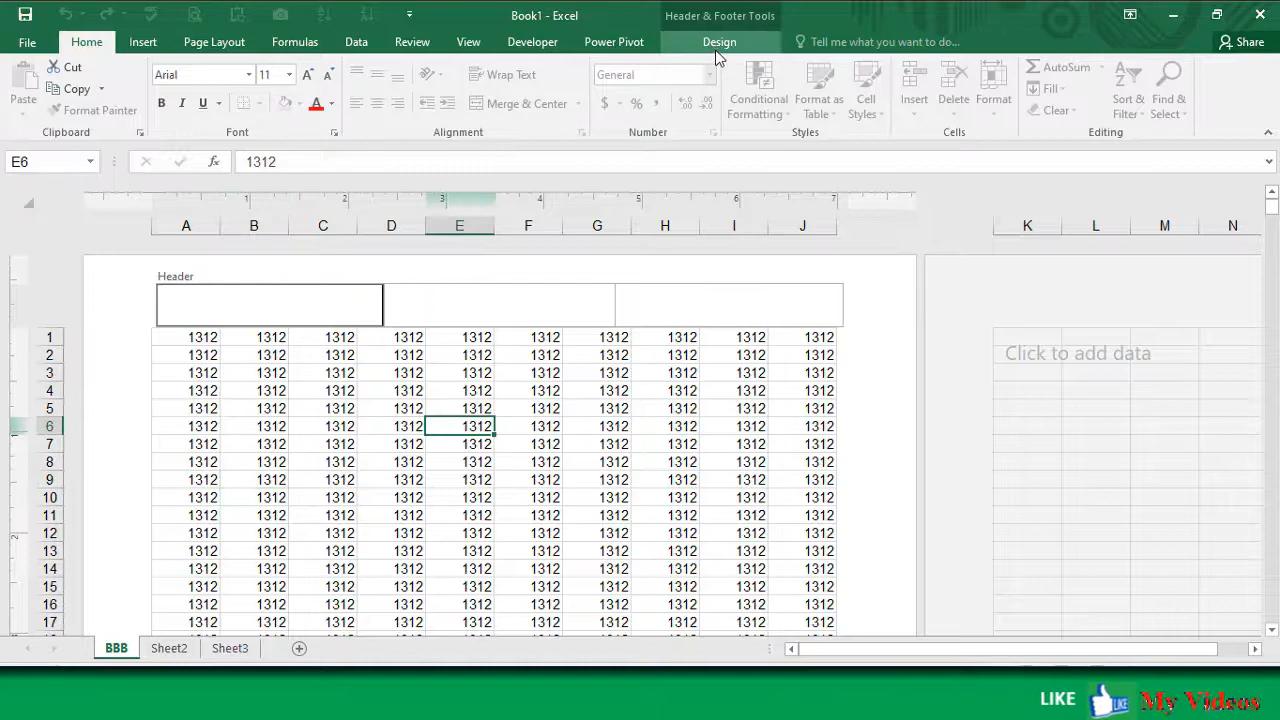 Book1 - Excel
Header & Footer Tools
File Home Insert Page Layout Formulas Data Review View Developer Power Pivot Design Tell me what you want to do... Share
Paste
Cut
Copy
Format Painter
Clipboard
Arial 11
B I U
Font
Wrap Text
Merge & Center
Alignment
General
$ % ,
Number
Conditional Formatting
Format as Table
Cell Styles
Styles
Insert Delete Format
Cells
AutoSum
Fill
Clear
Sort & Filter
Find & Select
Editing
E6 fx 1312
1 2 3 4 5 6 7
A B C D E F G H I J K L M N
Header
1 1312 1312 1312 1312 1312 1312 1312 1312 1312 1312
2 1312 1312 1312 1312 1312 1312 1312 1312 1312 1312 Click to add data
3 1312 1312 1312 1312 1312 1312 1312 1312 1312 1312
4 1312 1312 1312 1312 1312 1312 1312 1312 1312 1312
5 1312 1312 1312 1312 1312 1312 1312 1312 1312 1312
6 1312 1312 1312 1312 1312 1312 1312 1312 1312 1312
7 1312 1312 1312 1312 1312 1312 1312 1312 1312 1312
8 1312 1312 1312 1312 1312 1312 1312 1312 1312 1312
9 1312 1312 1312 1312 1312 1312 1312 1312 1312 1312
10 1312 1312 1312 1312 1312 1312 1312 1312 1312 1312
11 1312 1312 1312 1312 1312 1312 1312 1312 1312 1312
12 1312 1312 1312 1312 1312 1312 1312 1312 1312 1312
13 1312 1312 1312 1312 1312 1312 1312 1312 1312 1312
14 1312 1312 1312 1312 1312 1312 1312 1312 1312 1312
15 1312 1312 1312 1312 1312 1312 1312 1312 1312 1312
16 1312 1312 1312 1312 1312 1312 1312 1312 1312 1312
17 1312 1312 1312 1312 1312 1312 1312 1312 1312 1312
BBB Sheet2 Sheet3
LIKE LIKE My Videos